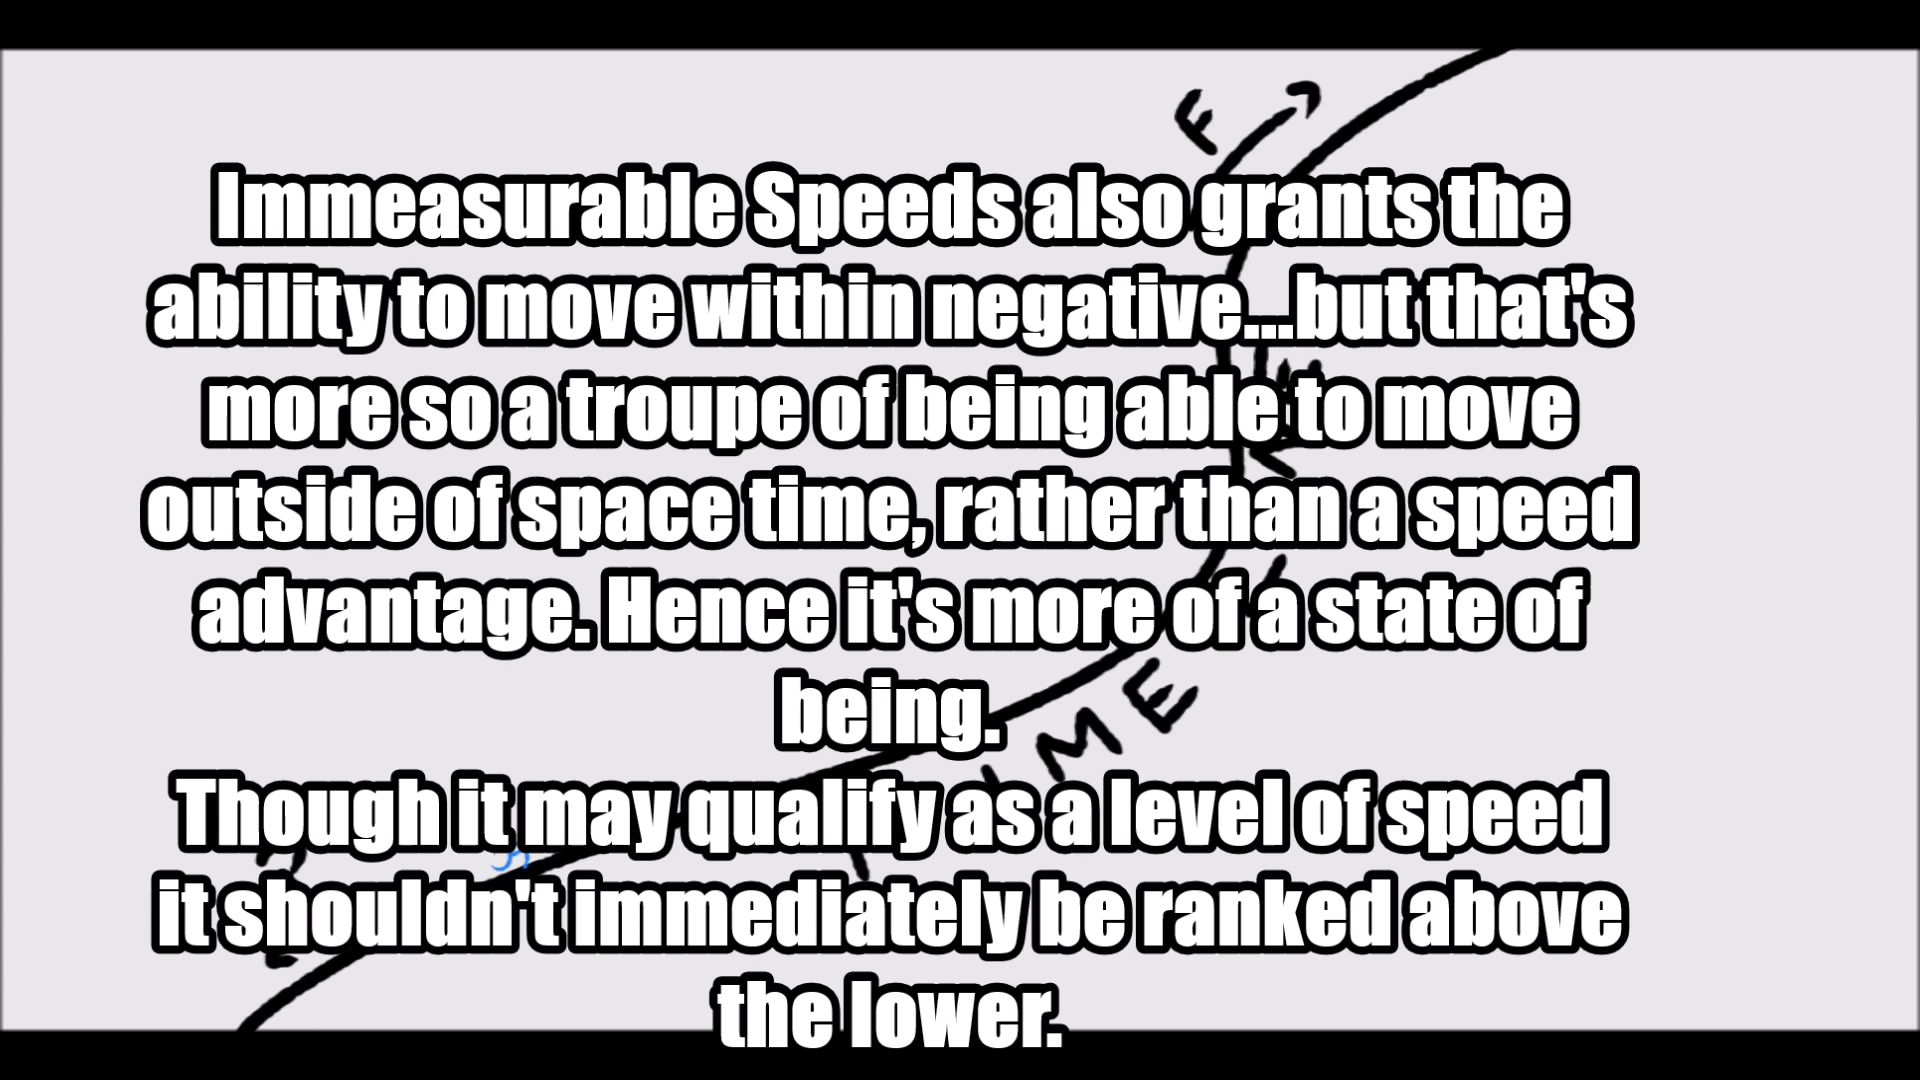 Immeasurable Speeds also grants the
ability to move within negative...but that's
more so a troupe of being able to move
outside of space time, rather than a speed
advantage. Hence it's more of a state of
being.
Though it may qualify as a level of speed
it shouldn't immediately be ranked above
the lower.